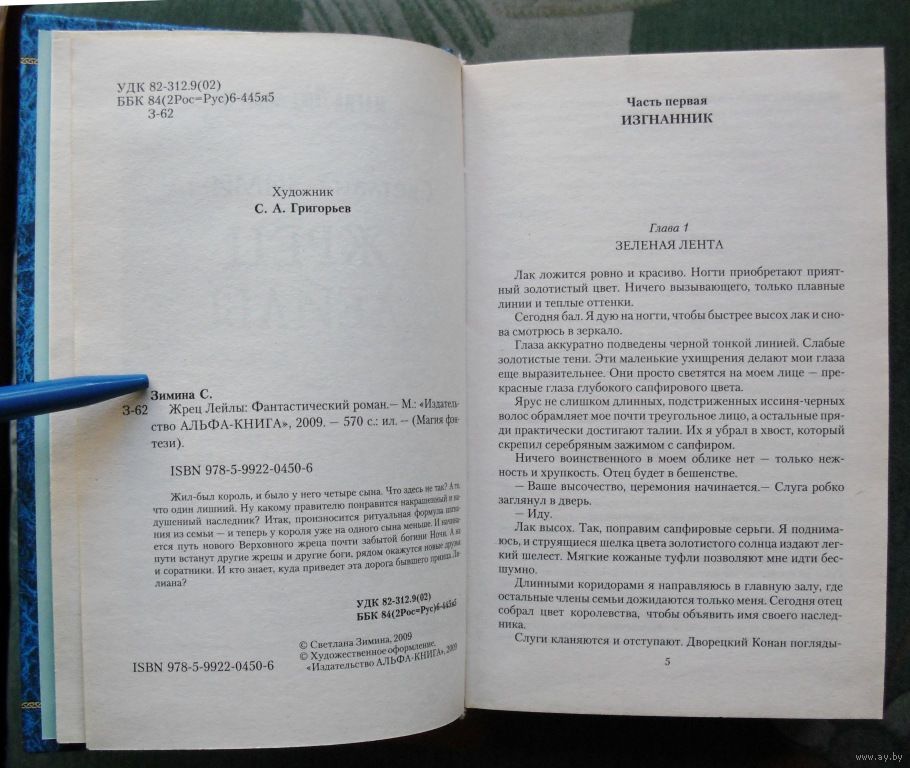 УДК 82-312.9(02)
ББК 84(2Рос=Рус)6-445я5
З-62
Художник
С. А. Григорьев
Зимина С.
З-62 Жрец Лейлы: Фантастический роман.— М.: «Издатель-
ство АЛЬФА-КНИГА», 2009. — 570 с.: ил. — (Магия фэн-
тези).
ISBN 978-5-9922-0450-6
Жил-был король, и было у него четыре сына. Что здесь не так? А то,
что один лишний. Ну какому правителю понравится накрашенный и на-
душенный наследник? Итак, произносится ритуальная формула изгна-
ния из семьи — и теперь у короля уже на одного сына меньше. И начина-
ется путь нового Верховного жреца почти забытой богини Ночи. А на
пути встанут другие жрецы и другие боги, рядом окажутся новые друзья
и соратники. И кто знает, куда приведет эта дорога бывшего принца Ли-
лиана?
УДК 82-312.9(02)
ББК 84(2Рос=Рус)6-445я5
© Светлана Зимина, 2009
© Художественное оформление,
«Издательство АЛЬФА-КНИГА», 2009
ISBN 978-5-9922-0450-6
Часть первая
ИЗГНАННИК
Глава 1
ЗЕЛЕНАЯ ЛЕНТА
Лак ложится ровно и красиво. Ногти приобретают прият-
ный золотистый цвет. Ничего вызывающего, только плавные
линии и теплые оттенки.
Сегодня бал. Я дую на ногти, чтобы быстрее высох лак и сно-
ва смотрюсь в зеркало.
Глаза аккуратно подведены черной тонкой линией. Слабые
золотистые тени. Эти маленькие ухищрения делают мои глаза
еще выразительнее. Они просто светятся на моем лице — пре-
красные глаза глубокого сапфирового цвета.
Ярус не слишком длинных, подстриженных иссиня-черных
волос обрамляет мое почти треугольное лицо, а остальные пря-
ди практически достигают талии. Их я убрал в хвост, который
скрепил серебряным зажимом с сапфиром.
Ничего воинственного в моем облике нет — только неж-
ность и хрупкость. Отец будет в бешенстве.
— Ваше высочество, церемония начинается.— Слуга робко
заглянул в дверь.
— Иду.
Лак высох. Так, поправим сапфировые серьги. Я поднима-
юсь, и струящиеся шелка цвета золотистого солнца издают лег-
кий шелест. Мягкие кожаные туфли позволяют мне идти бес-
шумно.
Длинными коридорами я направляюсь в главную залу, где
остальные члены семьи дожидаются только меня. Сегодня отец
собрал цвет королевства, чтобы объявить имя своего наслед-
ника.
Слуги кланяются и отступают. Дворецкий Конан погляды-
5
www.ay.by